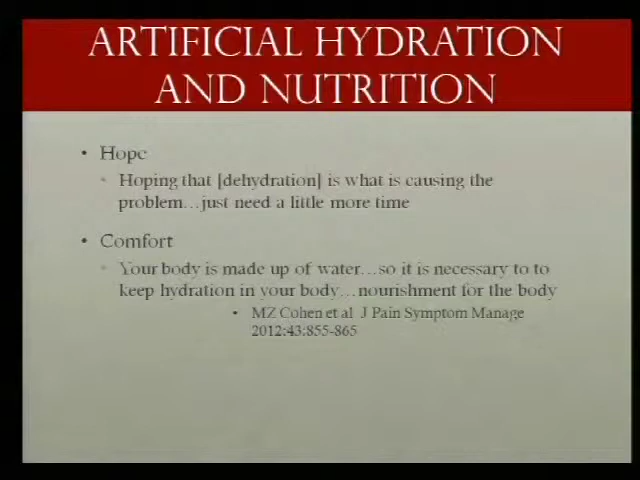 ARTIFICIAL HYDRATION
AND NUTRITION
• Hope
• Hoping that [dehydration] is what is causing the
problem…just need a little more time
• Comfort
• Your body is made up of water…so it is necessary to to
keep hydration in your body…nourishment for the body
• MZ Cohen et al J Pain Symptom Manage
2012:43:855-865